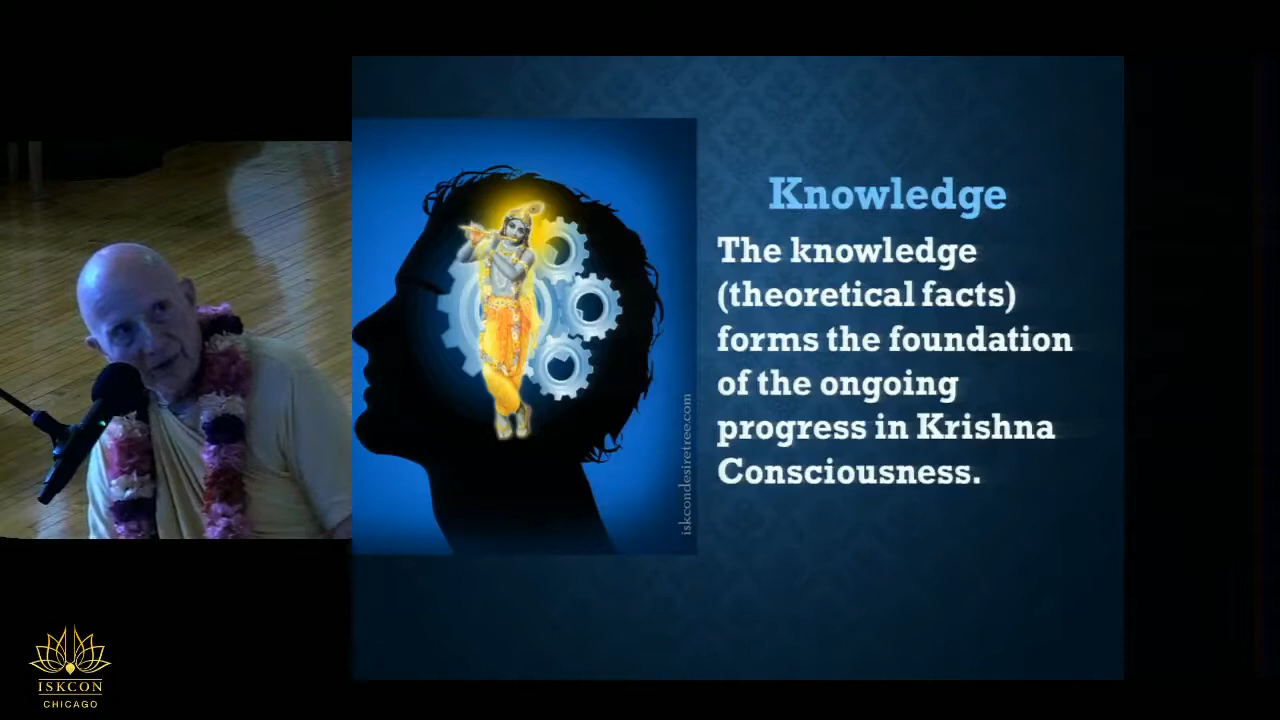 Knowledge
The knowledge
(theoretical facts)
forms the foundation
of the ongoing
progress in Krishna
Consciousness.
iskcondesiretree.com
ISKCON
CHICAGO